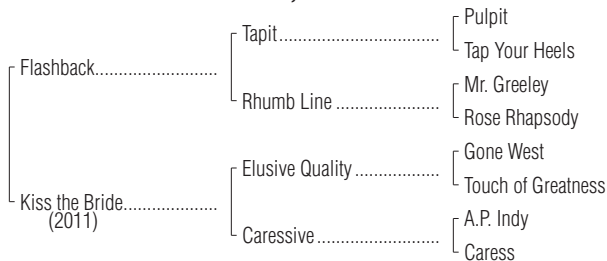 Pulpit
Tapit
Tap Your Heels
Flashback
Mr. Greeley
Rhumb Line
Rose Rhapsody
Gone West
Elusive Quality
Touch of Greatness
Kiss the Bride
(2011)
A.P. Indy
Caressive
Caress